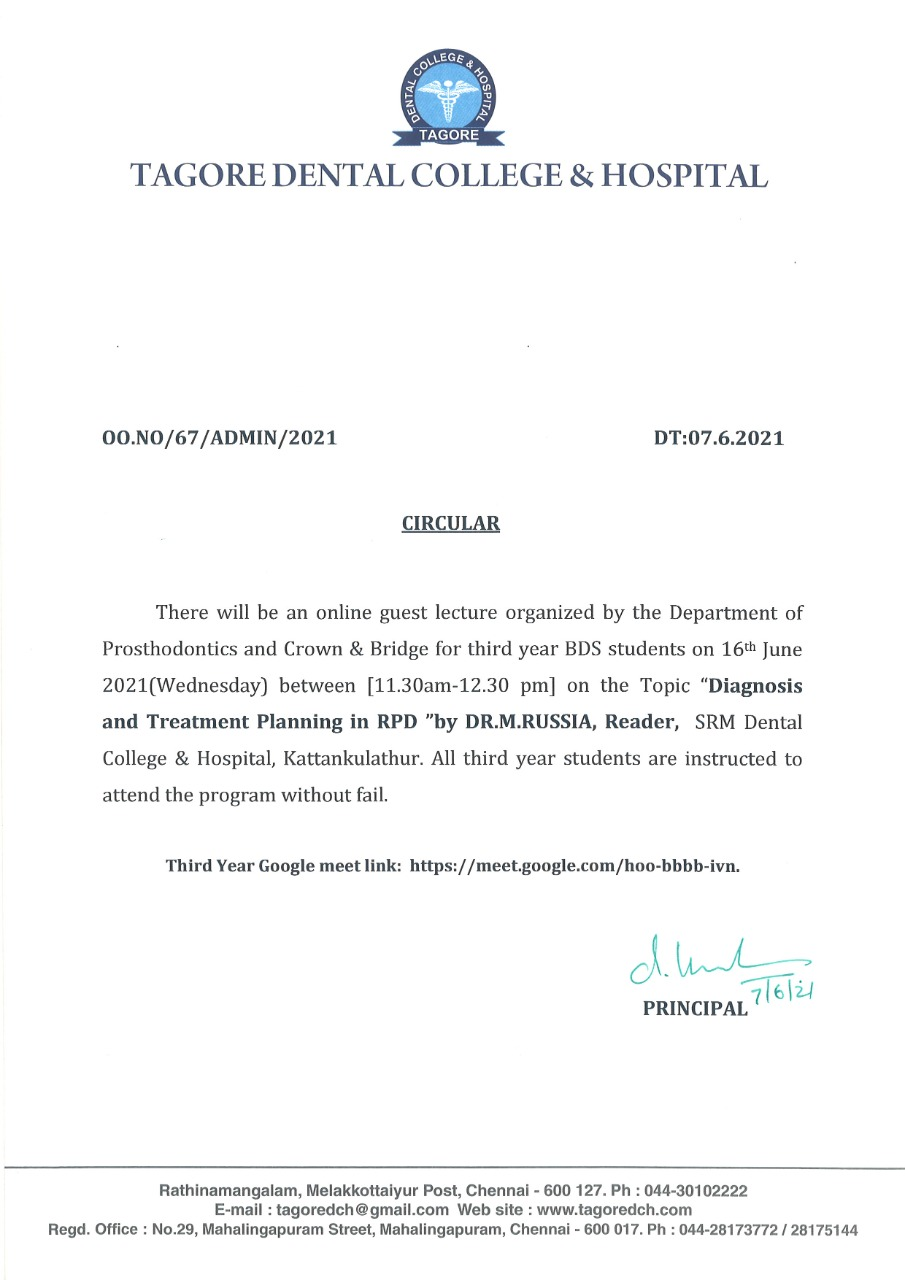 DENTAL COLLEGE & HOSPITAL
TAGORE
TAGORE DENTAL COLLEGE & HOSPITAL
OO.NO/67/ADMIN/2021 DT:07.6.2021
CIRCULAR
There will be an online guest lecture organized by the Department of
Prosthodontics and Crown & Bridge for third year BDS students on 16th June
2021(Wednesday) between [11.30am-12.30 pm] on the Topic “Diagnosis
and Treatment Planning in RPD ”by DR.M.RUSSIA, Reader, SRM Dental
College & Hospital, Kattankulathur. All third year students are instructed to
attend the program without fail.
Third Year Google meet link: https://meet.google.com/hoo-bbbb-ivn.
7/6/21
PRINCIPAL
Rathinamangalam, Melakkottaiyur Post, Chennai - 600 127. Ph : 044-30102222
E-mail : tagoredch@gmail.com Web site : www.tagoredch.com
Regd. Office : No.29, Mahalingapuram Street, Mahalingapuram, Chennai - 600 017. Ph : 044-28173772 / 28175144